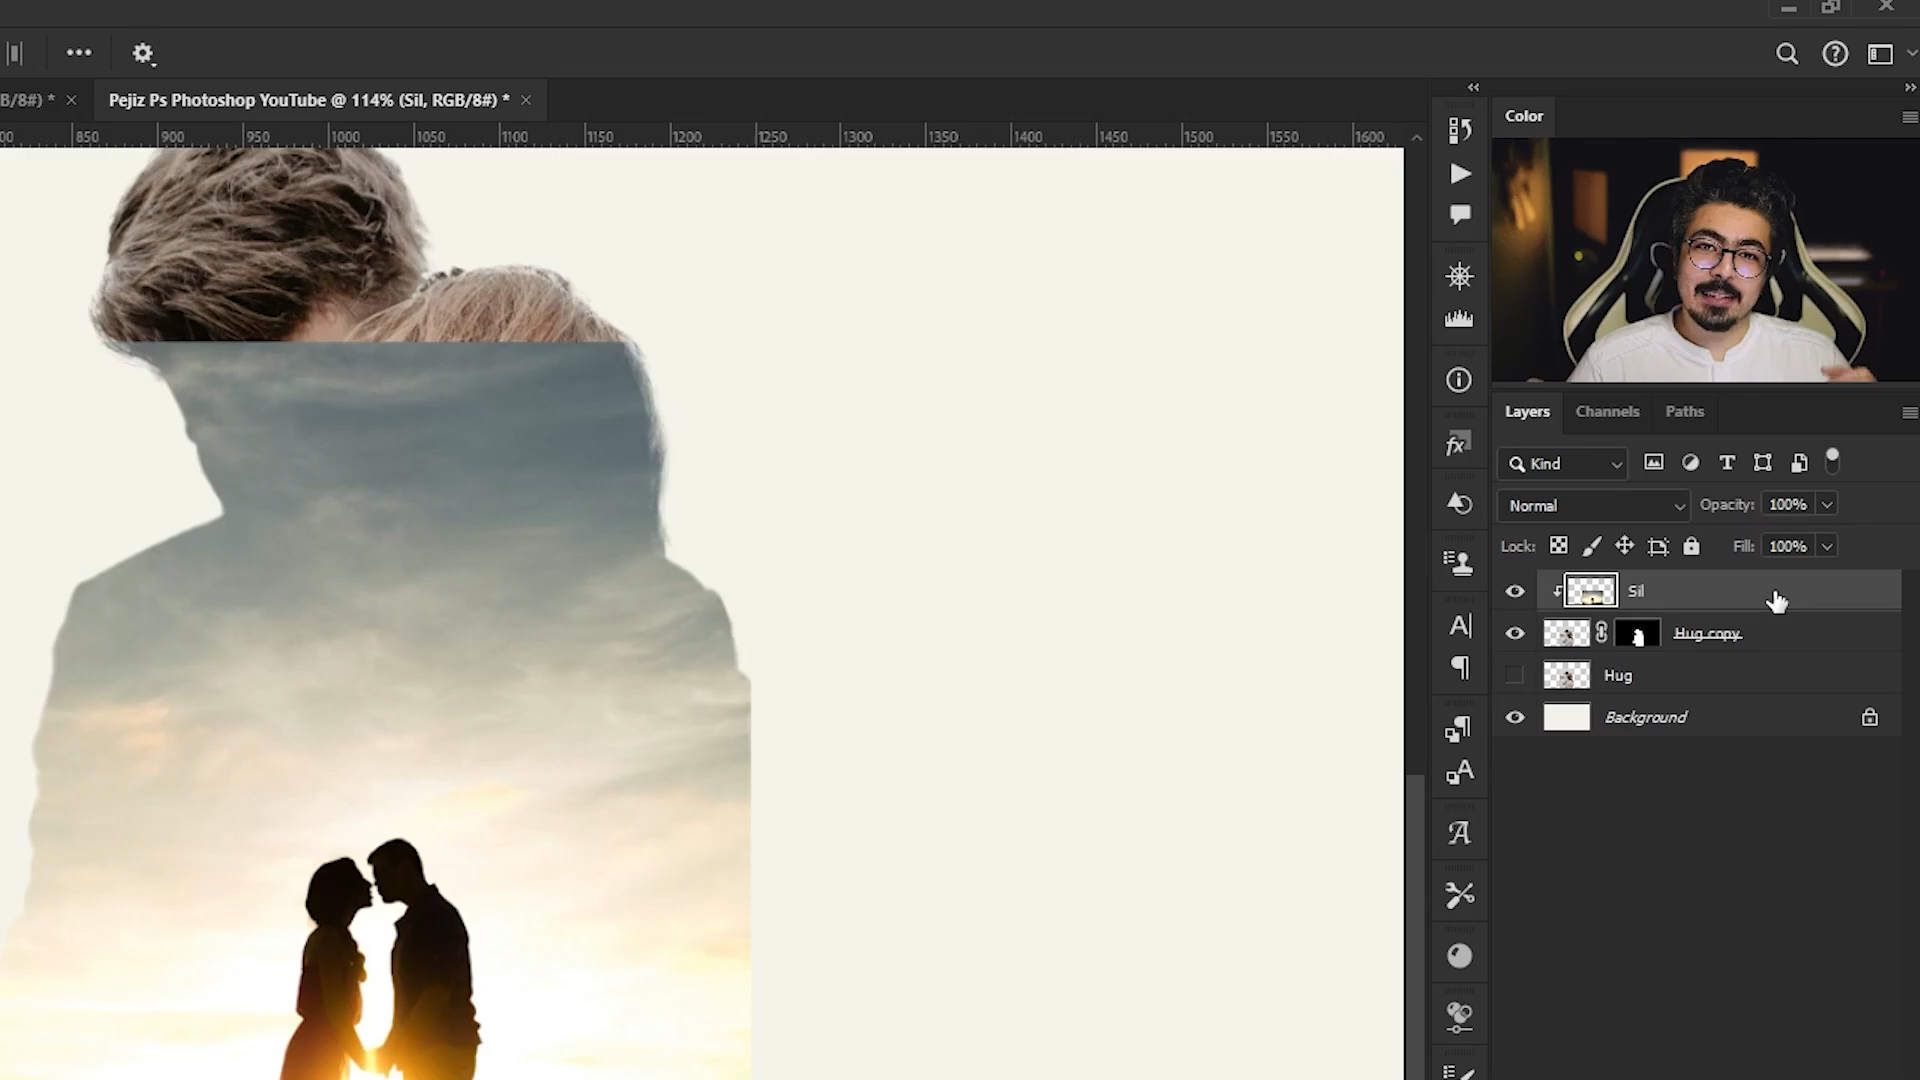 B/8#) *
Pejiz Ps Photoshop YouTube @ 114% (Sil, RGB/8#) *
00 850 900 950 1000 1050 1100 1150 1200 1250 1300 1350 1400 1450 1500 1550 1600
Color
Layers Channels Paths
Kind
Normal Opacity: 100%
Lock: Fill: 100%
Sil
Hug copy
Hug
Background